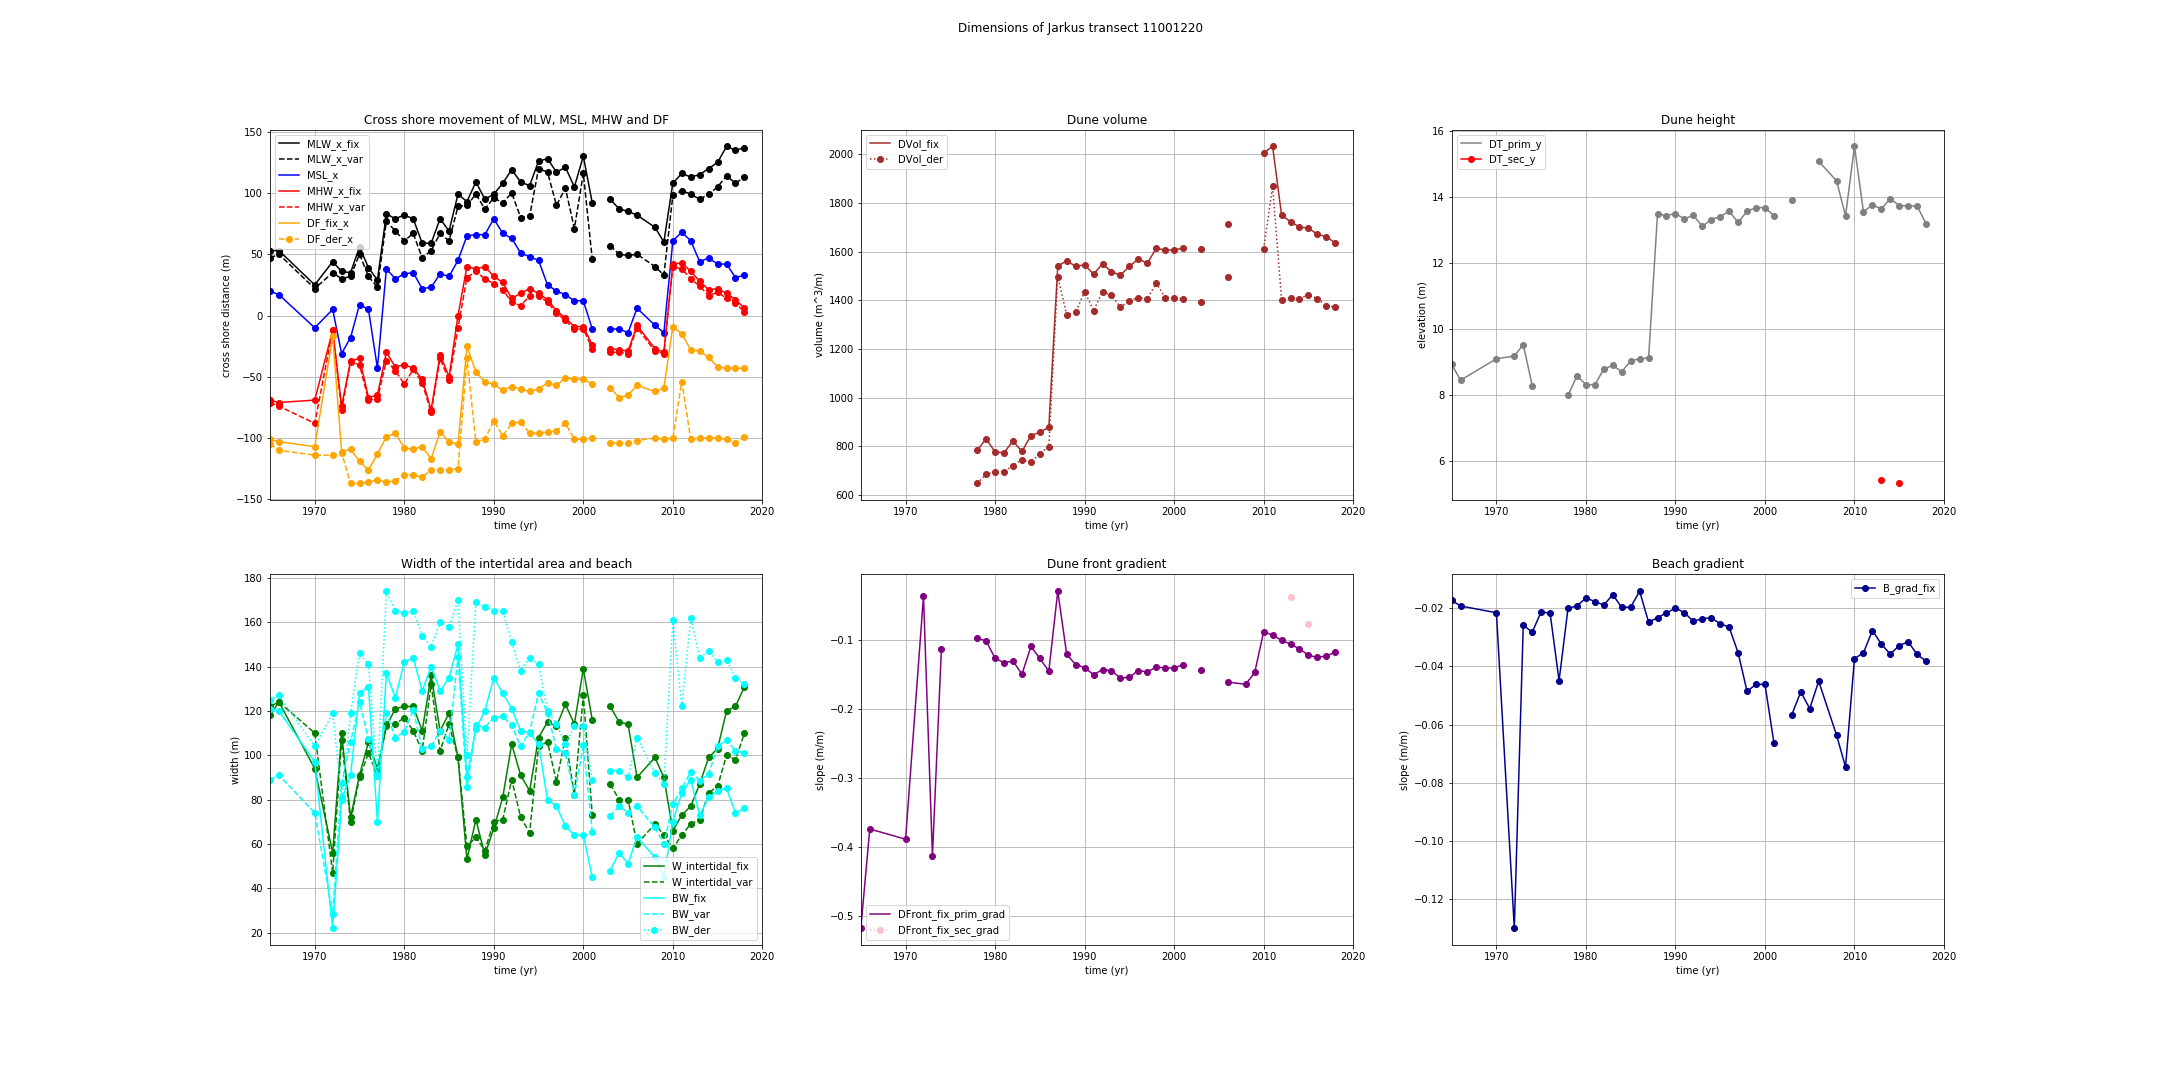 Dimensions of Jarkus transect 11001220
Cross shore movement of MLW, MSL, MHW and DF
150
100
50
0
−50
−100
−150
cross shore distance (m)
MLW_x_fix
MLW_x_var
MSL_x
MHW_x_fix
MHW_x_var
DF_fix_x
DF_der_x
1970 1980 1990 2000 2010 2020
time (yr)
Dune volume
2000
1800
1600
1400
1200
1000
800
600
volume (m^3/m)
DVol_fix
DVol_der
1970 1980 1990 2000 2010 2020
time (yr)
Dune height
16
14
12
10
8
6
elevation (m)
DT_prim_y
DT_sec_y
1970 1980 1990 2000 2010 2020
time (yr)
Width of the intertidal area and beach
180
160
140
120
100
80
60
40
20
width (m)
W_intertidal_fix
W_intertidal_var
BW_fix
BW_var
BW_der
1970 1980 1990 2000 2010 2020
time (yr)
Dune front gradient
−0.1
−0.2
−0.3
−0.4
−0.5
slope (m/m)
DFront_fix_prim_grad
DFront_fix_sec_grad
1970 1980 1990 2000 2010 2020
time (yr)
Beach gradient
−0.02
−0.04
−0.06
−0.08
−0.10
−0.12
slope (m/m)
B_grad_fix
1970 1980 1990 2000 2010 2020
time (yr)